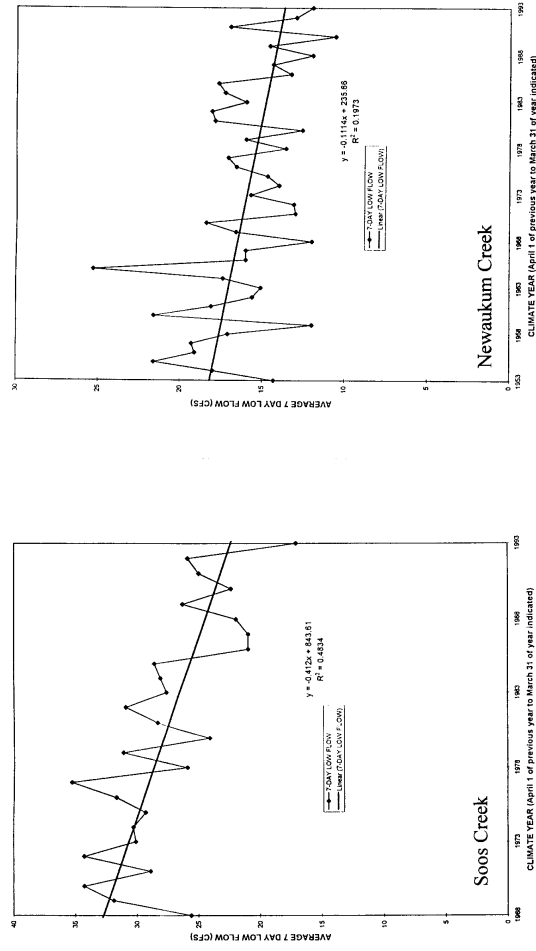 AVERAGE 7 DAY LOW FLOW (CFS)
40
35
30
25
20
15
10
5
0
1968
1973
1978
1983
1988
1993
y = -0.412x + 843.61
R² = 0.4834
7-DAY LOW FLOW
Linear (7-DAY LOW FLOW)
Soos Creek
CLIMATE YEAR (April 1 of previous year to March 31 of year indicated)
AVERAGE 7 DAY LOW FLOW (CFS)
30
25
20
15
10
5
0
1953
1958
1963
1968
1973
1978
1983
1988
1993
y = -0.1114x + 235.66
R² = 0.1973
7-DAY LOW FLOW
Linear (7-DAY LOW FLOW)
Newaukum Creek
CLIMATE YEAR (April 1 of previous year to March 31 of year indicated)